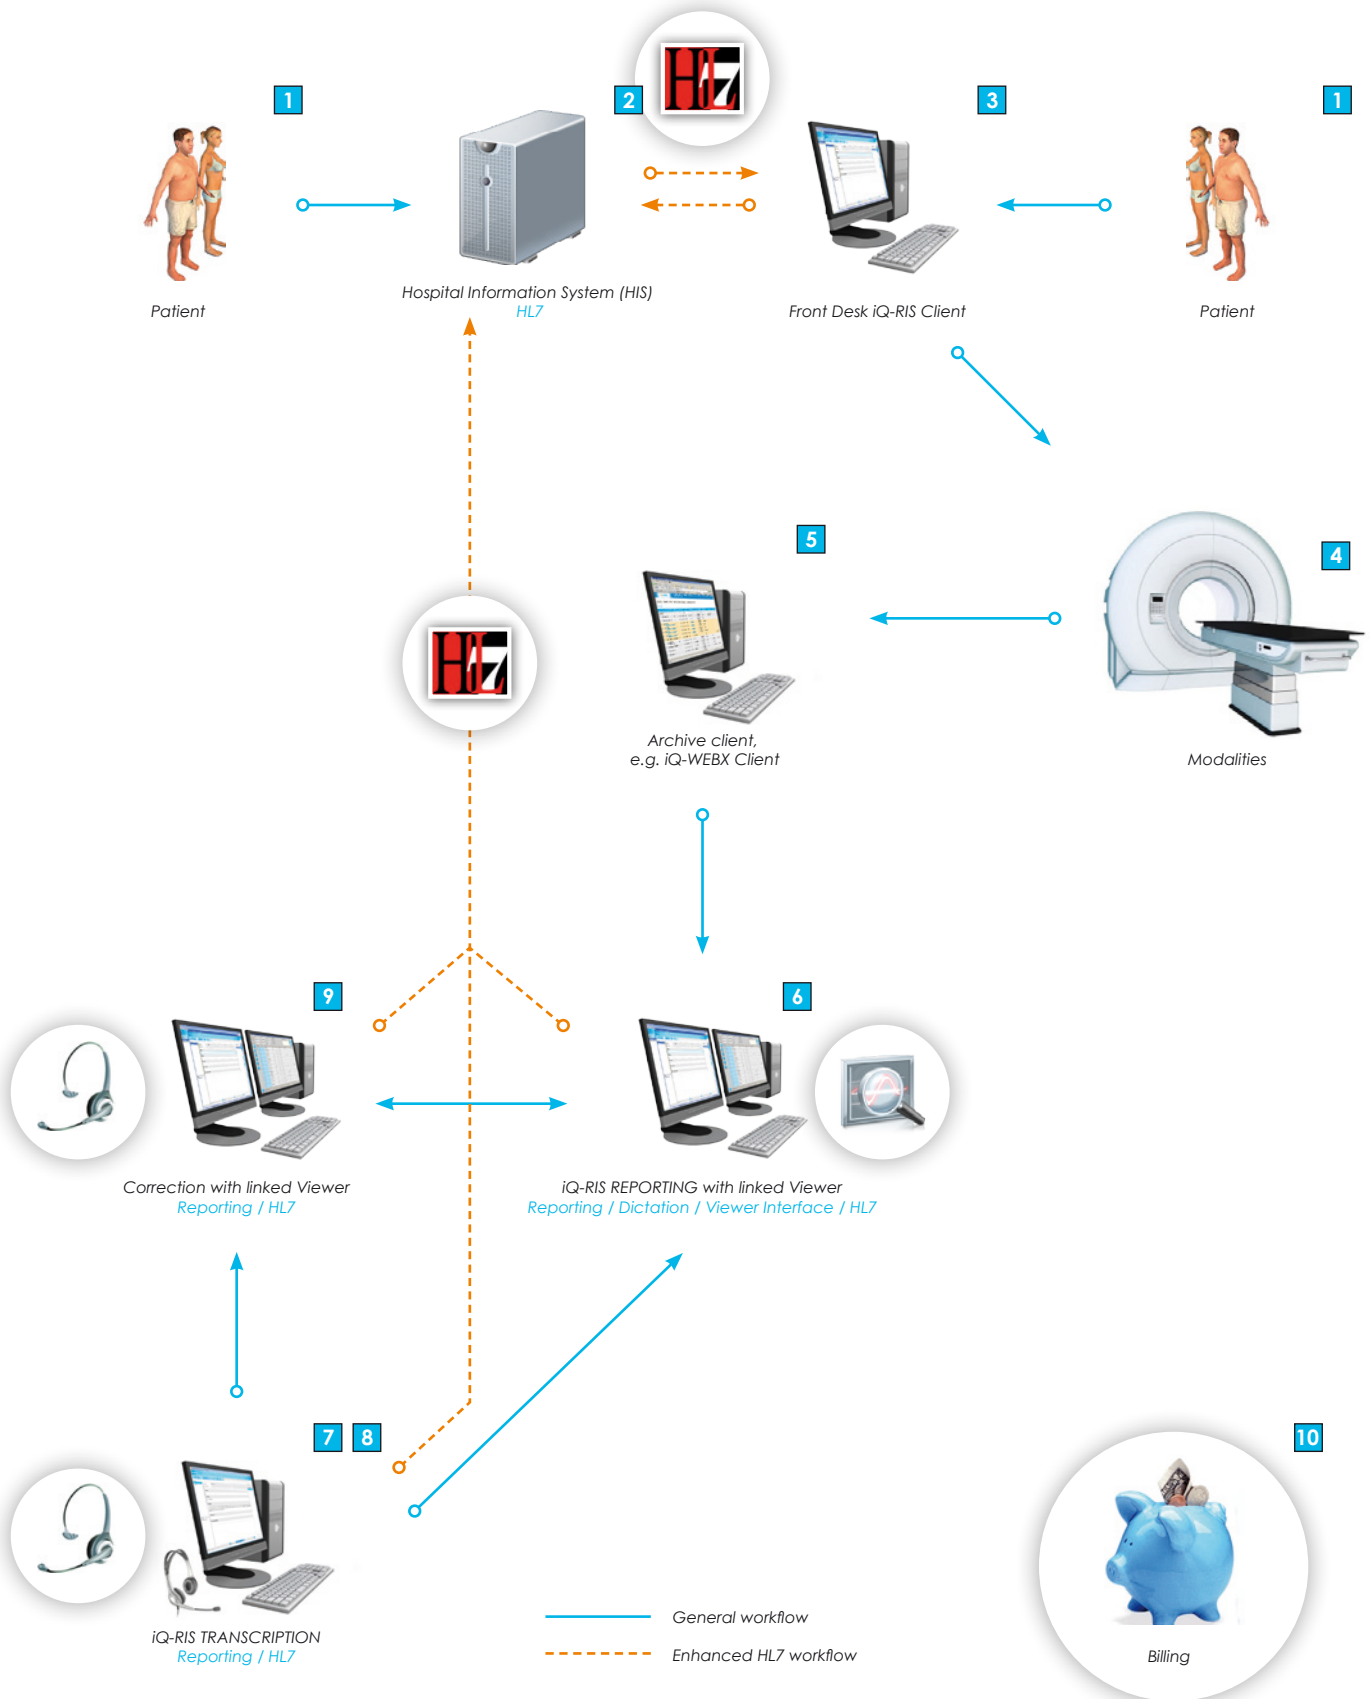 1
2
HL7
3
1
Patient
Hospital Information System (HIS)
HL7
Front Desk iQ-RIS Client
Patient
5
4
HL7
Archive client,
e.g. iQ-WEBX Client
Modalities
9
6
Correction with linked Viewer
Reporting / HL7
iQ-RIS REPORTING with linked Viewer
Reporting / Dictation / Viewer Interface / HL7
7 8
10
iQ-RIS TRANSCRIPTION
Reporting / HL7
General workflow
Enhanced HL7 workflow
Billing